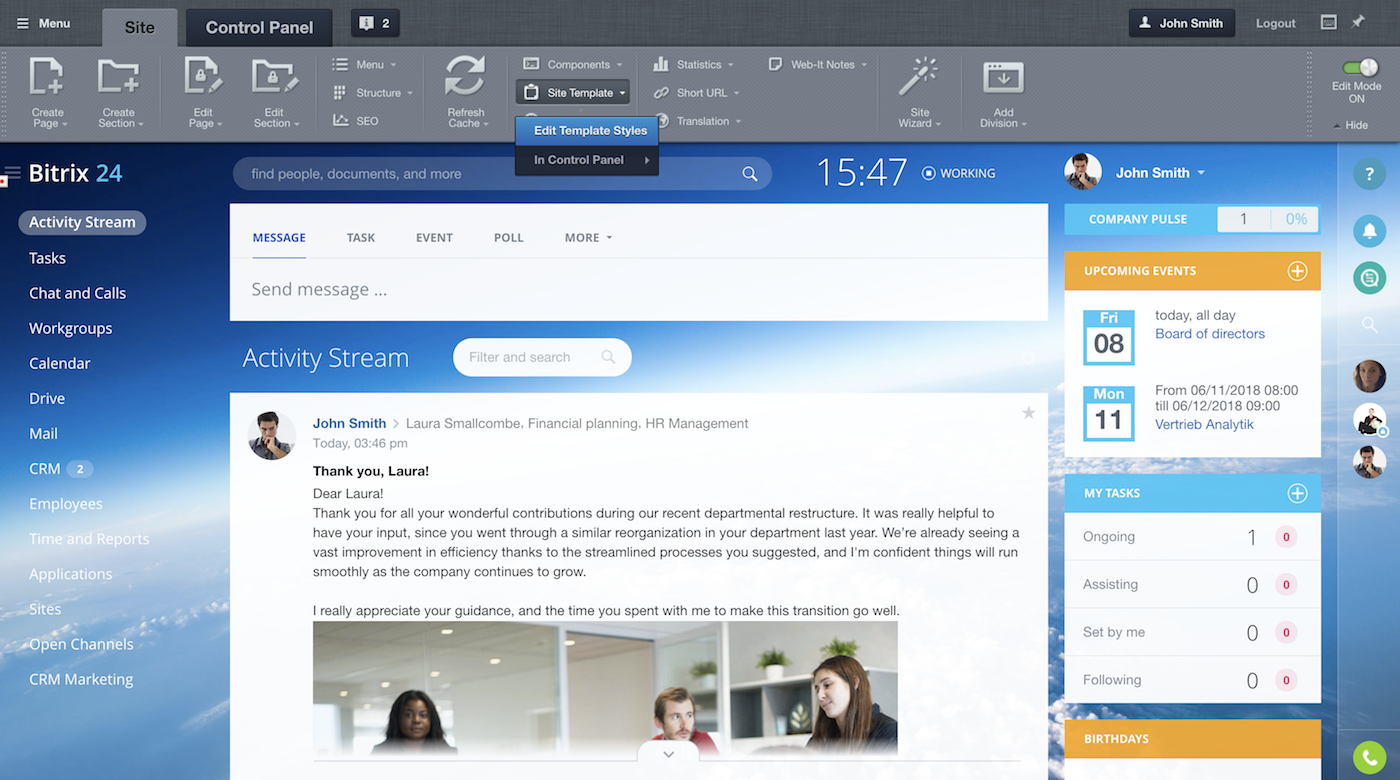 Menu
Site
Control Panel
2
John Smith
Logout
Create Page
Create Section
Edit Page
Edit Section
Menu
Structure
SEO
Refresh Cache
Components
Site Template
Edit Template Styles
In Control Panel
Statistics
Short URL
Translation
Web-It Notes
Site Wizard
Add Division
Edit Mode
ON
Hide
Bitrix 24
find people, documents, and more
15:47
WORKING
John Smith
?
Activity Stream
Tasks
Chat and Calls
Workgroups
Calendar
Drive
Mail
CRM 2
Employees
Time and Reports
Applications
Sites
Open Channels
CRM Marketing
MESSAGE TASK EVENT POLL MORE
Send message ...
Activity Stream
Filter and search
John Smith > Laura Smallcombe, Financial planning, HR Management
Today, 03:46 pm
Thank you, Laura!
Dear Laura!
Thank you for all your wonderful contributions during our recent departmental restructure. It was really helpful to
have your input, since you went through a similar reorganization in your department last year. We're already seeing a
vast improvement in efficiency thanks to the streamlined processes you suggested, and I'm confident things will run
smoothly as the company continues to grow.
I really appreciate your guidance, and the time you spent with me to make this transition go well.
COMPANY PULSE 1 0%
UPCOMING EVENTS
Fri
08
today, all day
Board of directors
Mon
11
From 06/11/2018 08:00
till 06/12/2018 09:00
Vertrieb Analytik
MY TASKS
Ongoing 1 0
Assisting 0 0
Set by me 0 0
Following 0 0
BIRTHDAYS